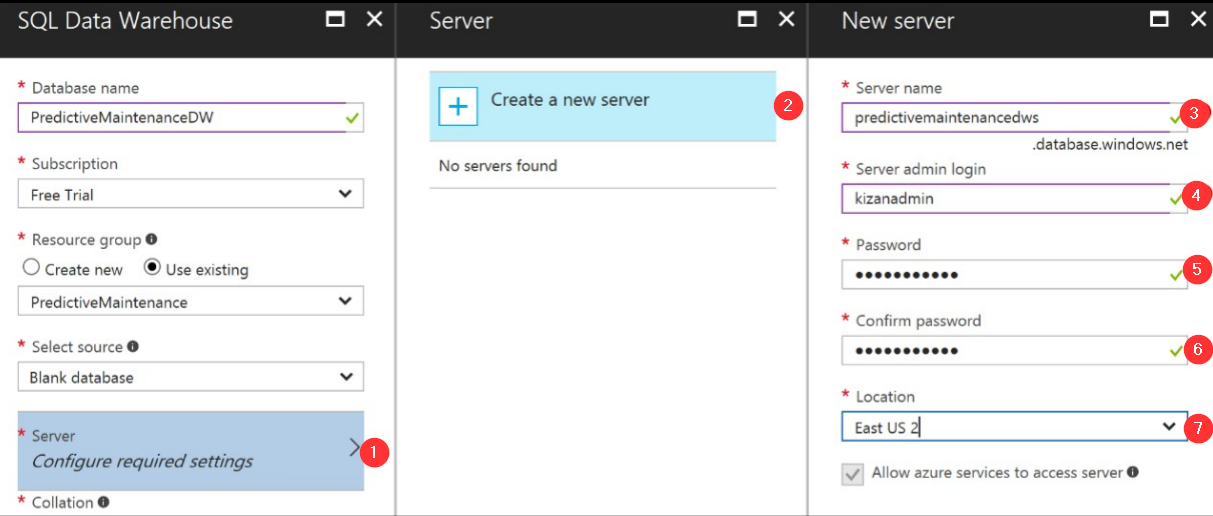 SQL Data Warehouse
* Database name
PredictiveMaintenanceDW
* Subscription
Free Trial
* Resource group
Create new Use existing
PredictiveMaintenance
* Select source
Blank database
* Server
Configure required settings
1
* Collation
Server
Create a new server
2
No servers found
New server
* Server name
predictivemaintenancedws
3
.database.windows.net
* Server admin login
kizanadmin
4
* Password
•••••••••••
5
* Confirm password
•••••••••••
6
* Location
East US 2
7
Allow azure services to access server